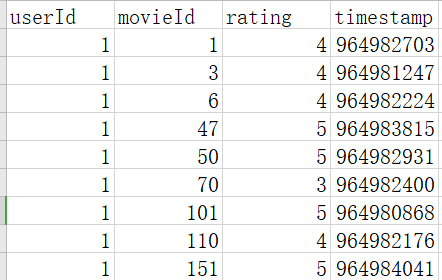 userId movieId rating timestamp
1 1 4 964982703
1 3 4 964981247
1 6 4 964982224
1 47 5 964983815
1 50 5 964982931
1 70 3 964982400
1 101 5 964980868
1 110 4 964982176
1 151 5 964984041